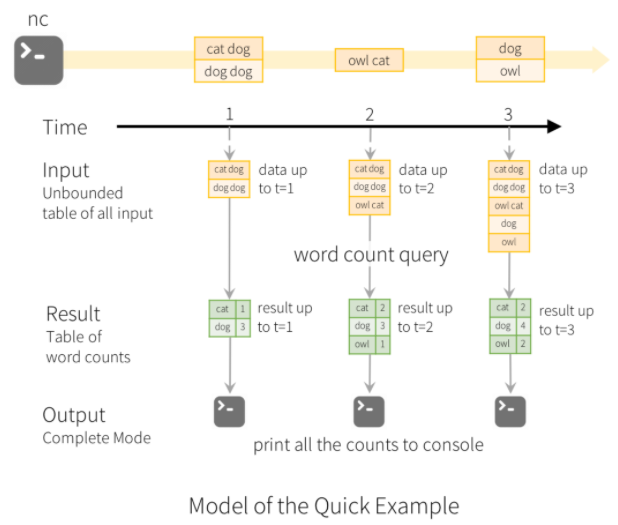 nc
cat dog
dog dog
owl cat
dog
owl
Time
1
2
3
Input
Unbounded
table of all input
cat dog
dog dog
data up
to t=1
cat dog
dog dog
owl cat
data up
to t=2
cat dog
dog dog
owl cat
dog
owl
data up
to t=3
word count query
Result
Table of
word counts
cat 1
dog 3
result up
to t=1
cat 2
dog 3
owl 1
result up
to t=2
cat 2
dog 4
owl 2
result up
to t=3
Output
Complete Mode
print all the counts to console
Model of the Quick Example